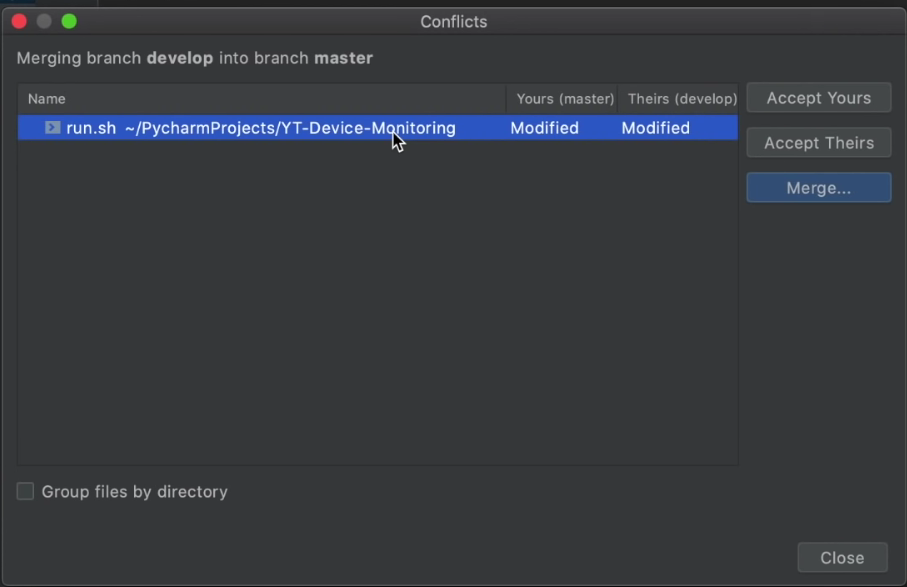 Conflicts
Merging branch develop into branch master
Name Yours (master) Theirs (develop)
run.sh ~/PycharmProjects/YT-Device-Monitoring Modified Modified
Accept Yours
Accept Theirs
Merge...
Group files by directory
Close